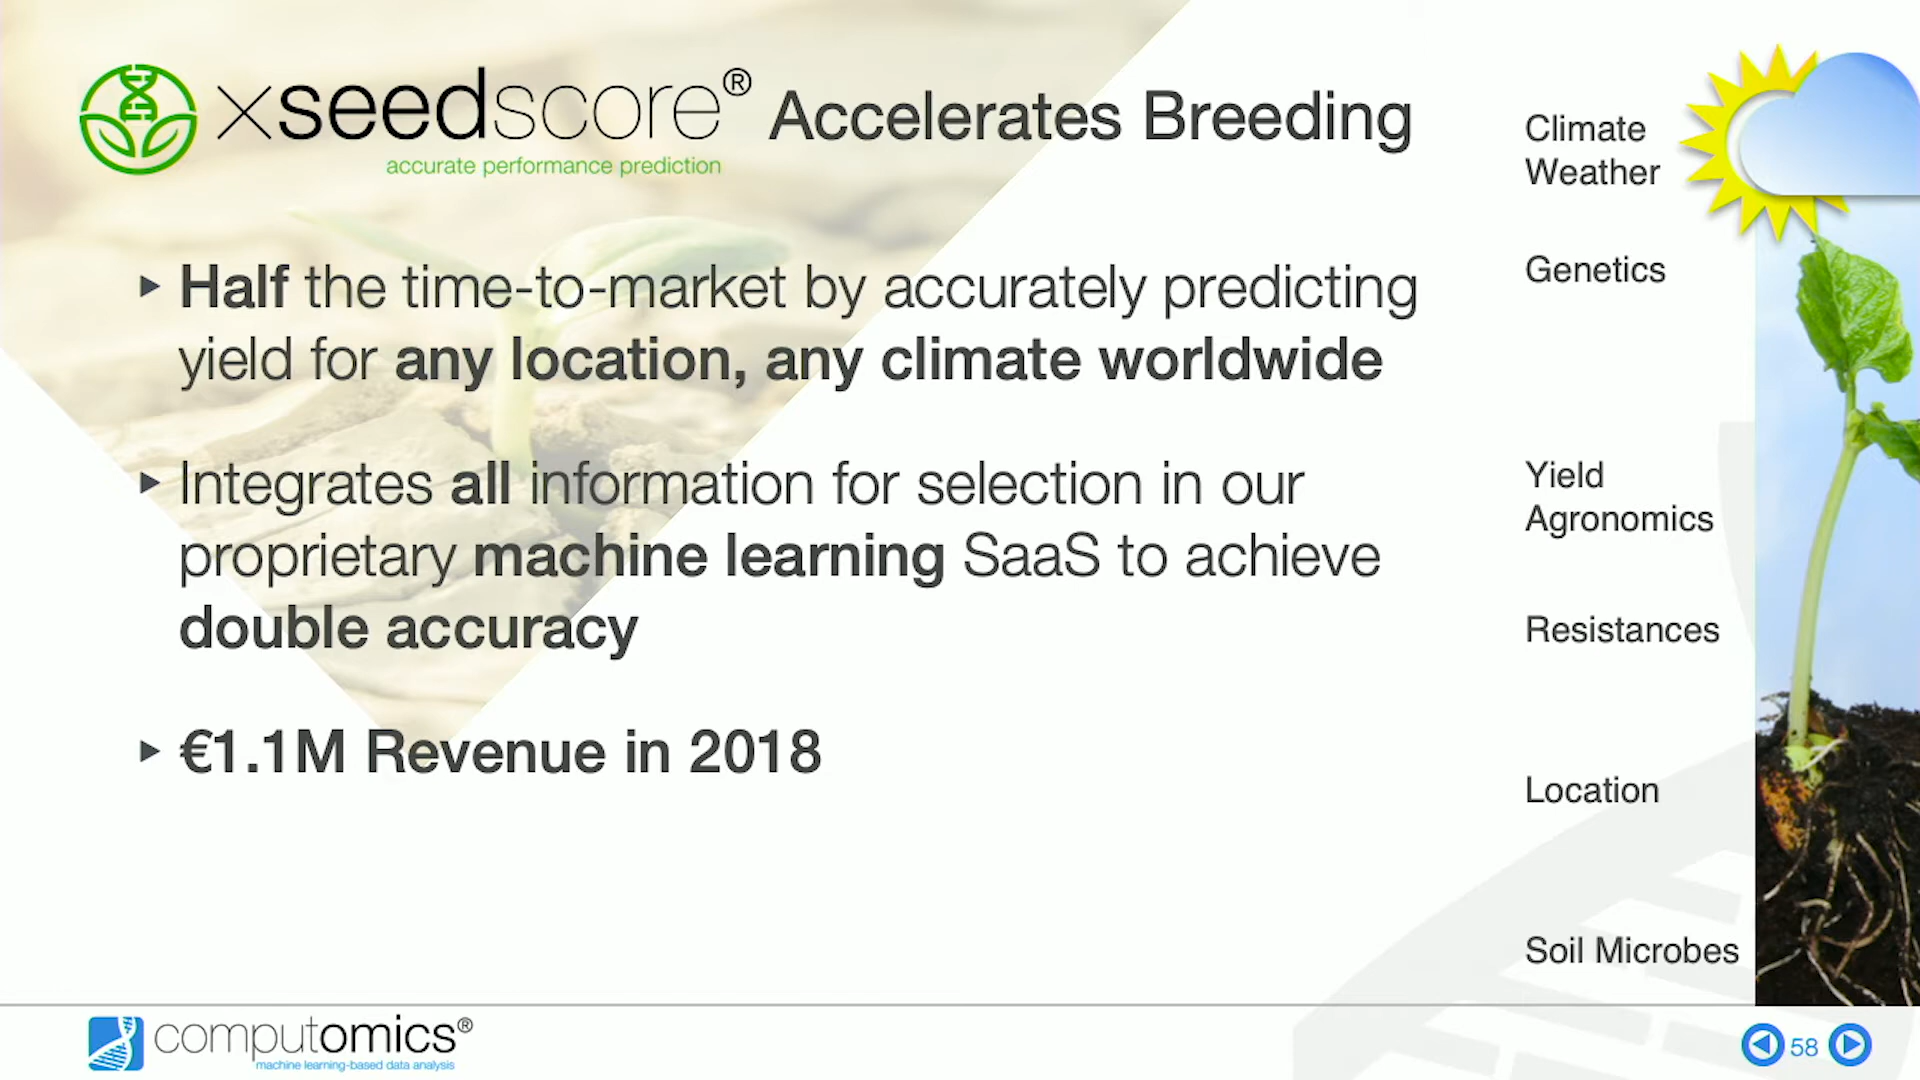 xseedscore® Accelerates Breeding
accurate performance prediction
▸ Half the time-to-market by accurately predicting
yield for any location, any climate worldwide
▸ Integrates all information for selection in our
proprietary machine learning SaaS to achieve
double accuracy
▸ €1.1M Revenue in 2018
Climate
Weather
Genetics
Yield
Agronomics
Resistances
Location
Soil Microbes
computomics®
machine learning-based data analysis
58